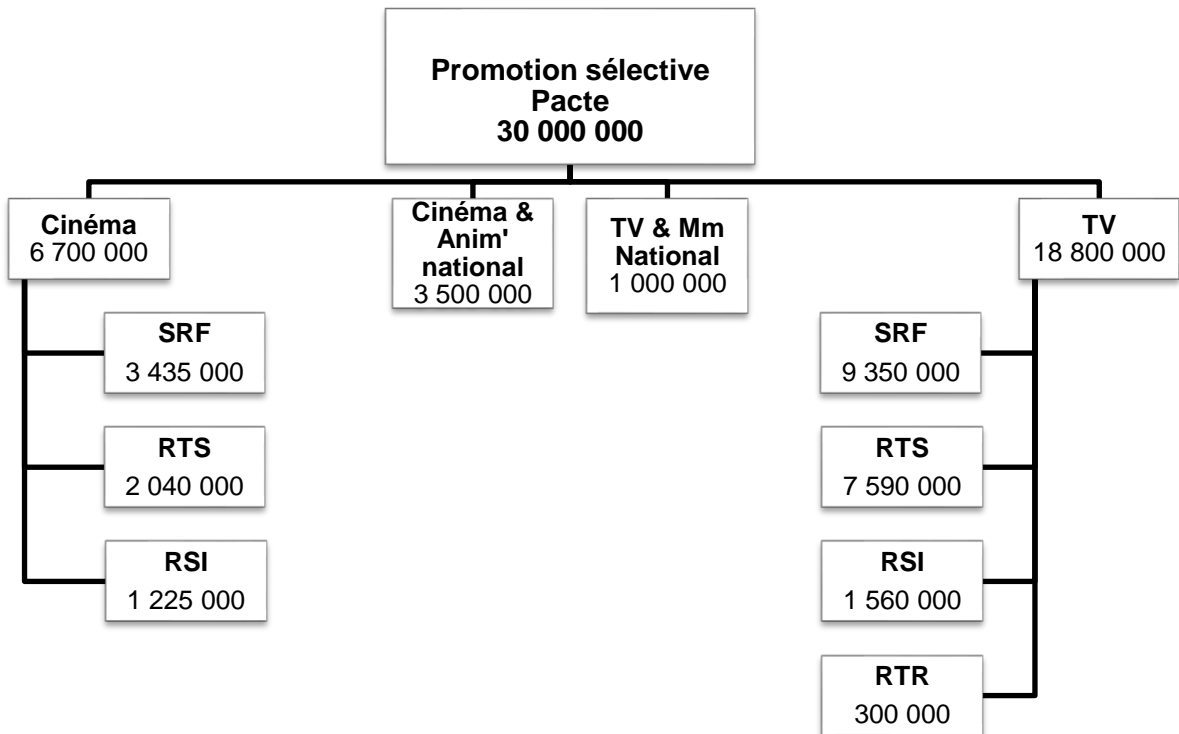 Promotion sélective
Pacte
30 000 000
Cinéma
6 700 000
Cinéma &
Anim'
national
3 500 000
TV & Mm
National
1 000 000
TV
18 800 000
SRF
3 435 000
RTS
2 040 000
RSI
1 225 000
SRF
9 350 000
RTS
7 590 000
RSI
1 560 000
RTR
300 000